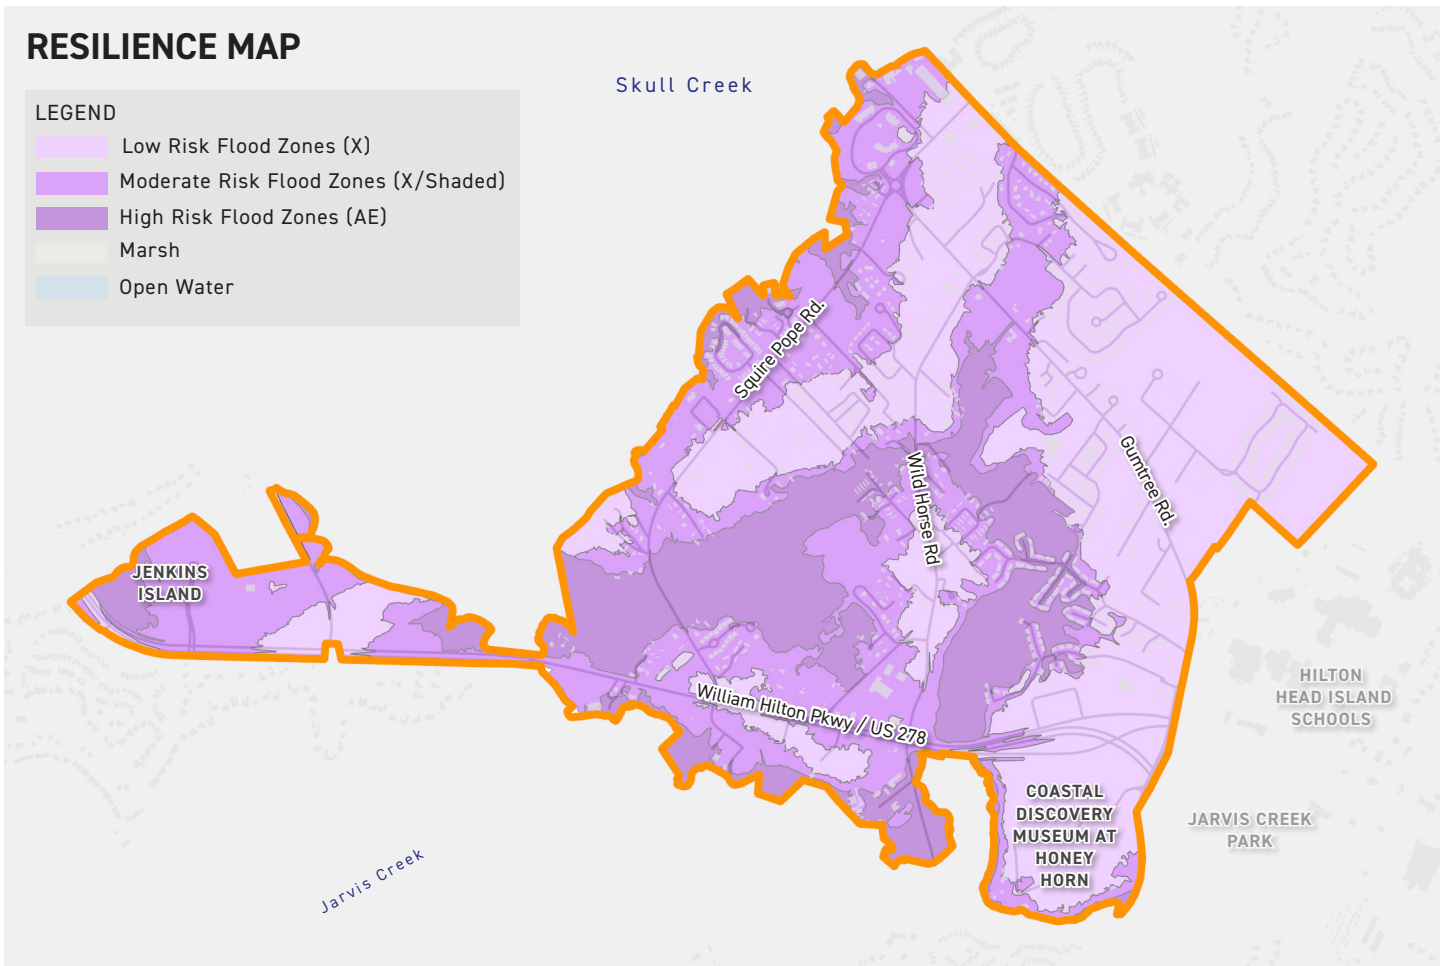 RESILIENCE MAP
LEGEND
Low Risk Flood Zones (X)
Moderate Risk Flood Zones (X/Shaded)
High Risk Flood Zones (AE)
Marsh
Open Water
Skull Creek
Squire Pope Rd.
Wild Horse Rd
Gumtree Rd.
JENKINS
ISLAND
William Hilton Pkwy / US 278
HILTON
HEAD ISLAND
SCHOOLS
COASTAL
DISCOVERY
MUSEUM AT
HONEY
HORN
JARVIS CREEK
PARK
Jarvis Creek